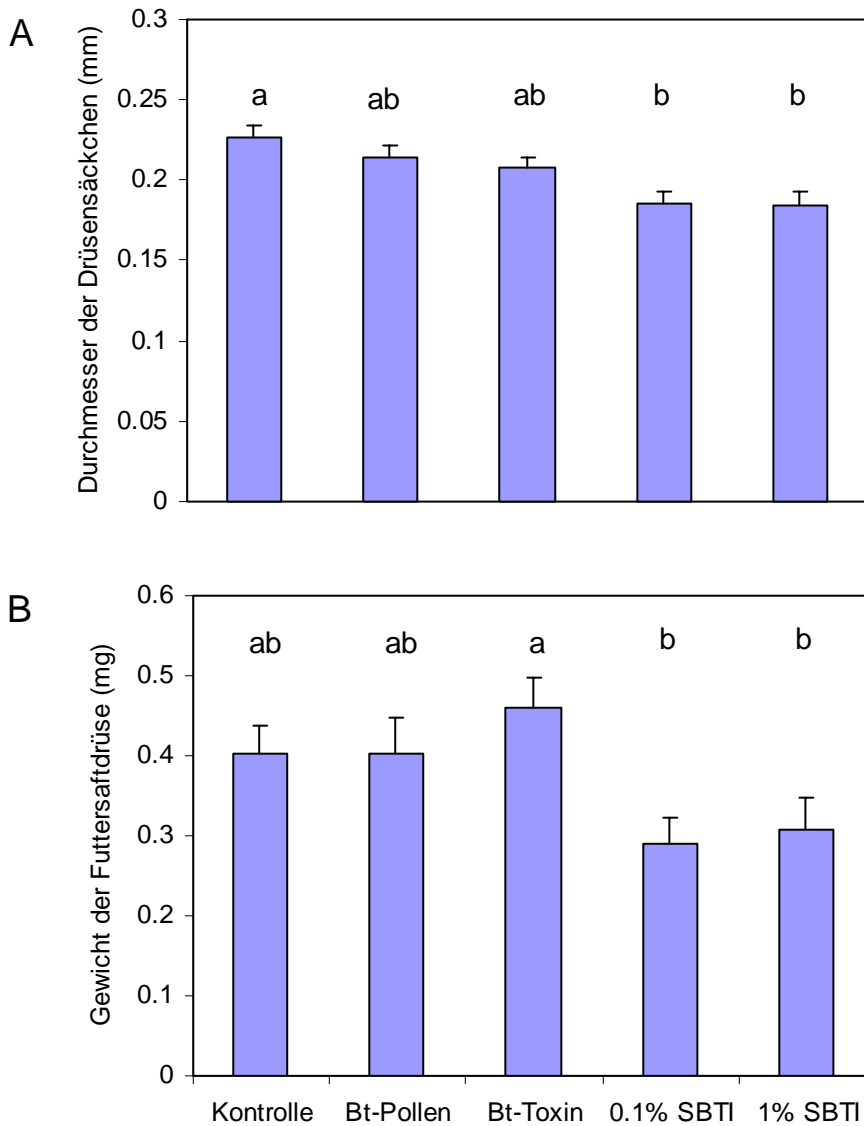 A
Durchmesser der Drüsensäckchen (mm)
0.3
0.25
0.2
0.15
0.1
0.05
0
a ab ab b b
B
Gewicht der Futtersaftdrüse (mg)
0.6
0.5
0.4
0.3
0.2
0.1
0
ab ab a b b
Kontrolle Bt-Pollen Bt-Toxin 0.1% SBTI 1% SBTI